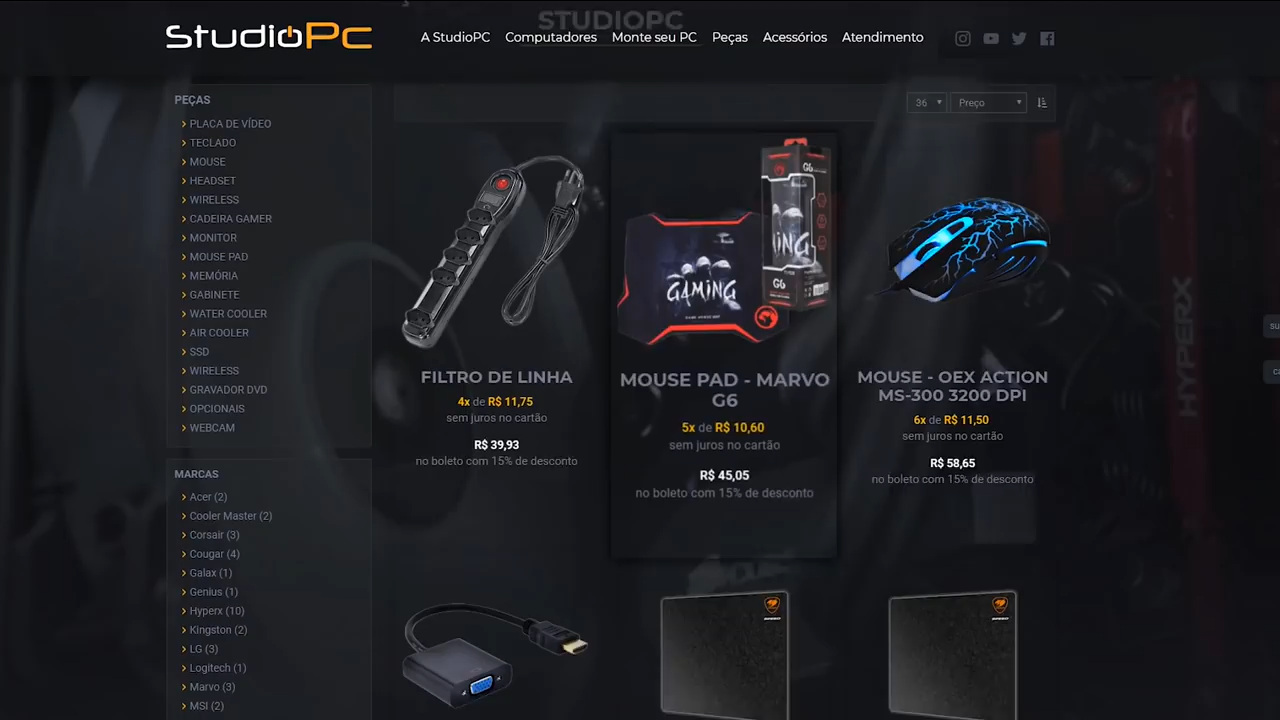 STUDIOPC
StudioPc
A StudioPC
Computadores
Monte seu PC
Peças
Acessórios
Atendimento
PEÇAS
PLACA DE VÍDEO
TECLADO
MOUSE
HEADSET
WIRELESS
CADEIRA GAMER
MONITOR
MOUSE PAD
MEMÓRIA
GABINETE
WATER COOLER
AIR COOLER
SSD
WIRELESS
GRAVADOR DVD
OPCIONAIS
WEBCAM
MARCAS
Acer (2)
Cooler Master (2)
Corsair (3)
Cougar (4)
Galax (1)
Genius (1)
Hyperx (10)
Kingston (2)
LG (3)
Logitech (1)
Marvo (3)
MSI (2)
36
Preço
FILTRO DE LINHA
4x de R$ 11,75
sem juros no cartão
R$ 39,93
no boleto com 15% de desconto
GAMING
G6
G6
MOUSE PAD - MARVO
G6
5x de R$ 10,60
sem juros no cartão
R$ 45,05
no boleto com 15% de desconto
MOUSE - OEX ACTION
MS-300 3200 DPI
6x de R$ 11,50
sem juros no cartão
R$ 58,65
no boleto com 15% de desconto
HYPERX
su
ca